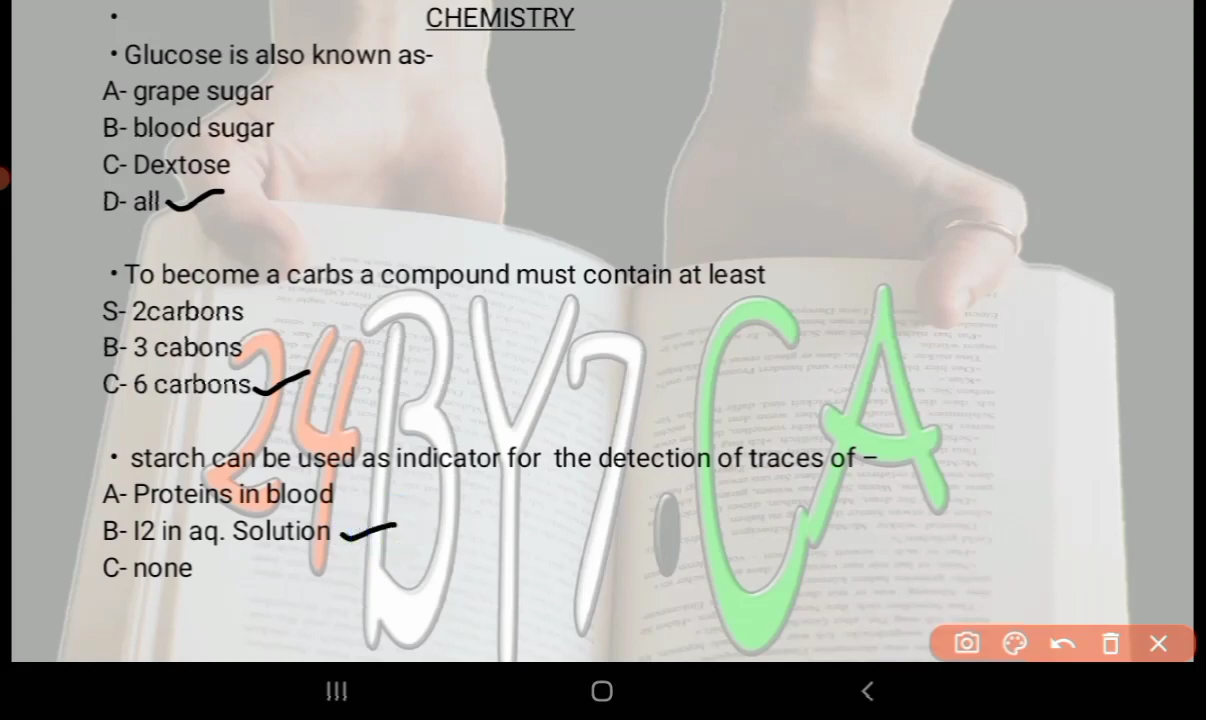 CHEMISTRY
• Glucose is also known as-
A- grape sugar
B- blood sugar
C- Dextose
D- all
• To become a carbs a compound must contain at least
S- 2carbons
B- 3 cabons
C- 6 carbons
• starch can be used as indicator for the detection of traces of –
A- Proteins in blood
B- I2 in aq. Solution
C- none
24BY7.CA